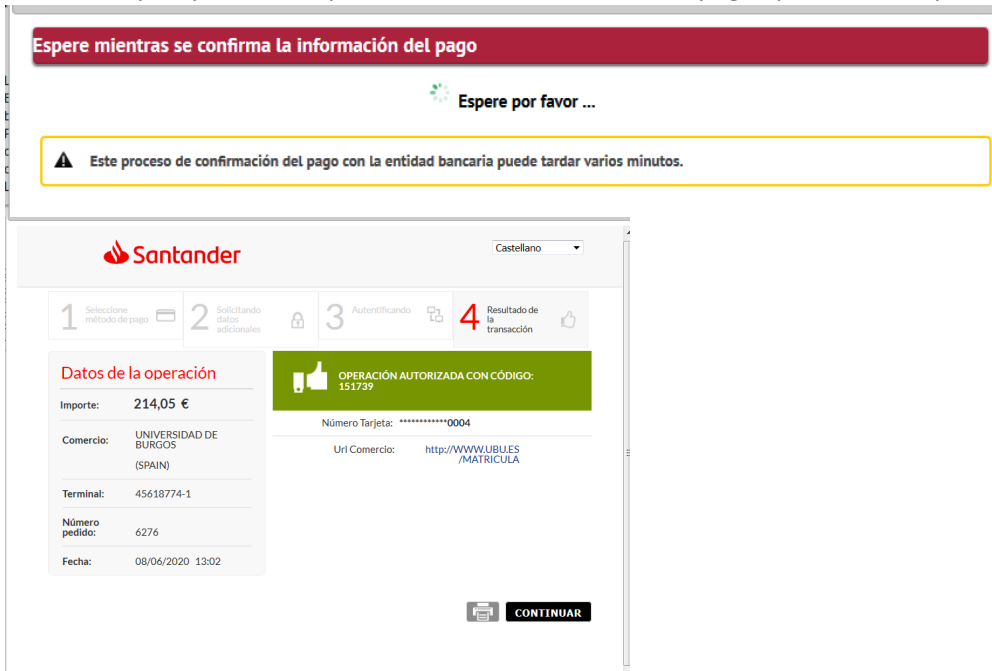 Espere mientras se confirma la información del pago
Espere por favor ...
Este proceso de confirmación del pago con la entidad bancaria puede tardar varios minutos.
Santander
Castellano
1 Seleccione
método de pago
2 Solicitando
datos
adicionales
3 Autentificando
4 Resultado de
la
transacción
Datos de la operación
Importe: 214,05 €
Comercio: UNIVERSIDAD DE
BURGOS
(SPAIN)
Terminal: 45618774-1
Número
pedido: 6276
Fecha: 08/06/2020 13:02
OPERACIÓN AUTORIZADA CON CÓDIGO:
151739
Número Tarjeta: ************0004
Url Comercio: http://WWW.UBU.ES
/MATRICULA
CONTINUAR